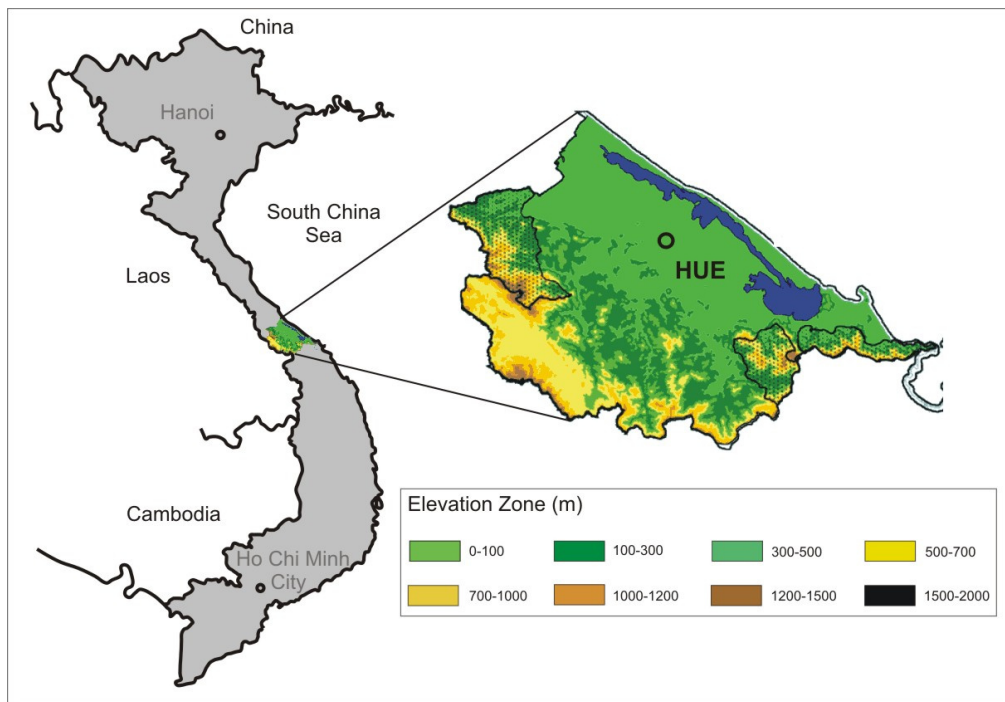 China
Hanoi
South China
Sea
Laos
HUE
Cambodia
Ho Chi Minh
City
Elevation Zone (m)
0-100
100-300
300-500
500-700
700-1000
1000-1200
1200-1500
1500-2000